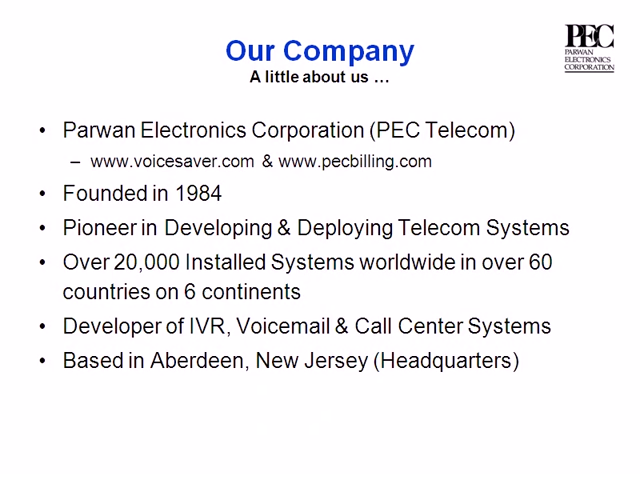 Our Company
A little about us ...
PEC
PARWAN
ELECTRONICS
CORPORATION
• Parwan Electronics Corporation (PEC Telecom)
– www.voicesaver.com & www.pecbilling.com
• Founded in 1984
• Pioneer in Developing & Deploying Telecom Systems
• Over 20,000 Installed Systems worldwide in over 60
countries on 6 continents
• Developer of IVR, Voicemail & Call Center Systems
• Based in Aberdeen, New Jersey (Headquarters)